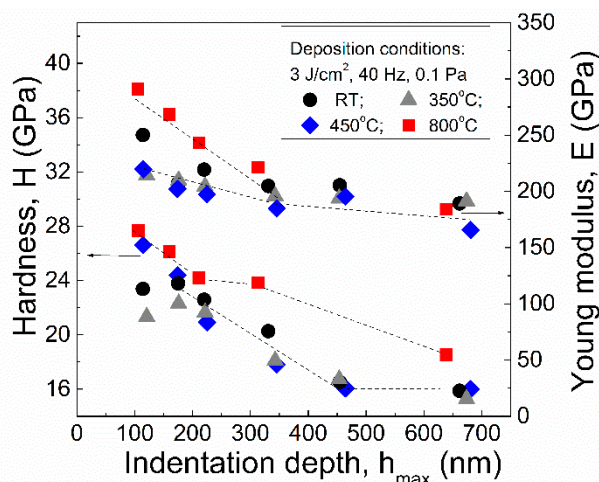 Deposition conditions:
3 J/cm², 40 Hz, 0.1 Pa
RT; 350°C;
450°C; 800°C
Hardness, H (GPa)
40
36
32
28
24
20
16
Young modulus, E (GPa)
350
300
250
200
150
100
50
0
0 100 200 300 400 500 600 700
Indentation depth, h_max (nm)